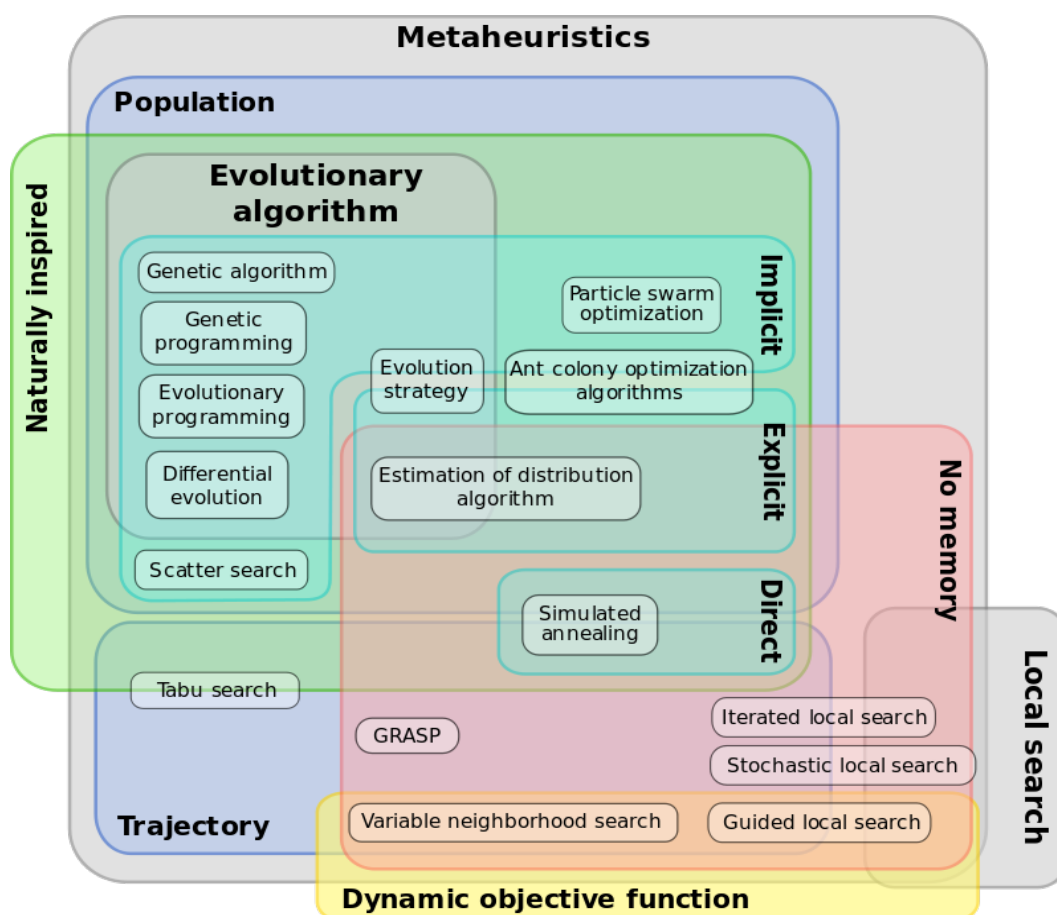 Metaheuristics
Population
Naturally inspired
Evolutionary
algorithm
Implicit
Genetic algorithm
Particle swarm
optimization
Genetic
programming
Evolution
strategy
Ant colony optimization
algorithms
Evolutionary
programming
Explicit
No memory
Differential
evolution
Estimation of distribution
algorithm
Scatter search
Direct
Simulated
annealing
Local search
Tabu search
Iterated local search
GRASP
Stochastic local search
Trajectory
Variable neighborhood search
Guided local search
Dynamic objective function